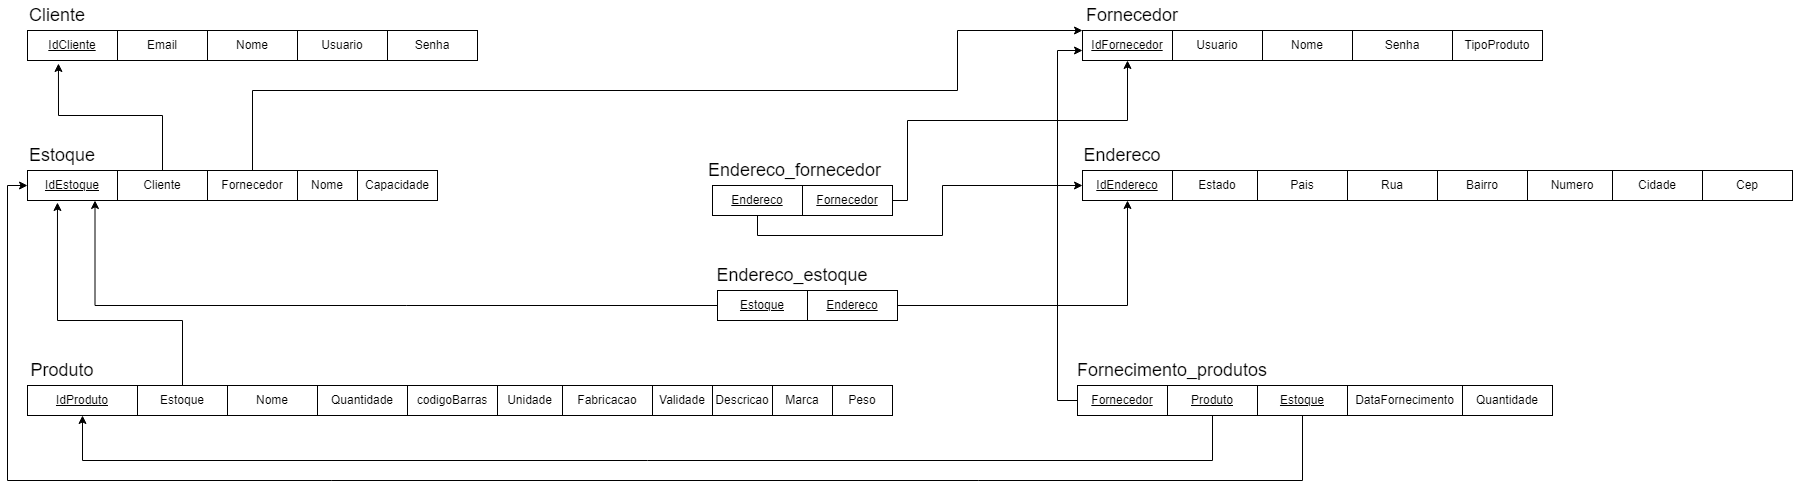 Cliente
IdCliente Email Nome Usuario Senha
Fornecedor
IdFornecedor Usuario Nome Senha TipoProduto
Estoque
IdEstoque Cliente Fornecedor Nome Capacidade
Endereco_fornecedor
Endereco Fornecedor
Endereco
IdEndereco Estado Pais Rua Bairro Numero Cidade Cep
Endereco_estoque
Estoque Endereco
Produto
IdProduto Estoque Nome Quantidade codigoBarras Unidade Fabricacao Validade Descricao Marca Peso
Fornecimento_produtos
Fornecedor Produto Estoque DataFornecimento Quantidade